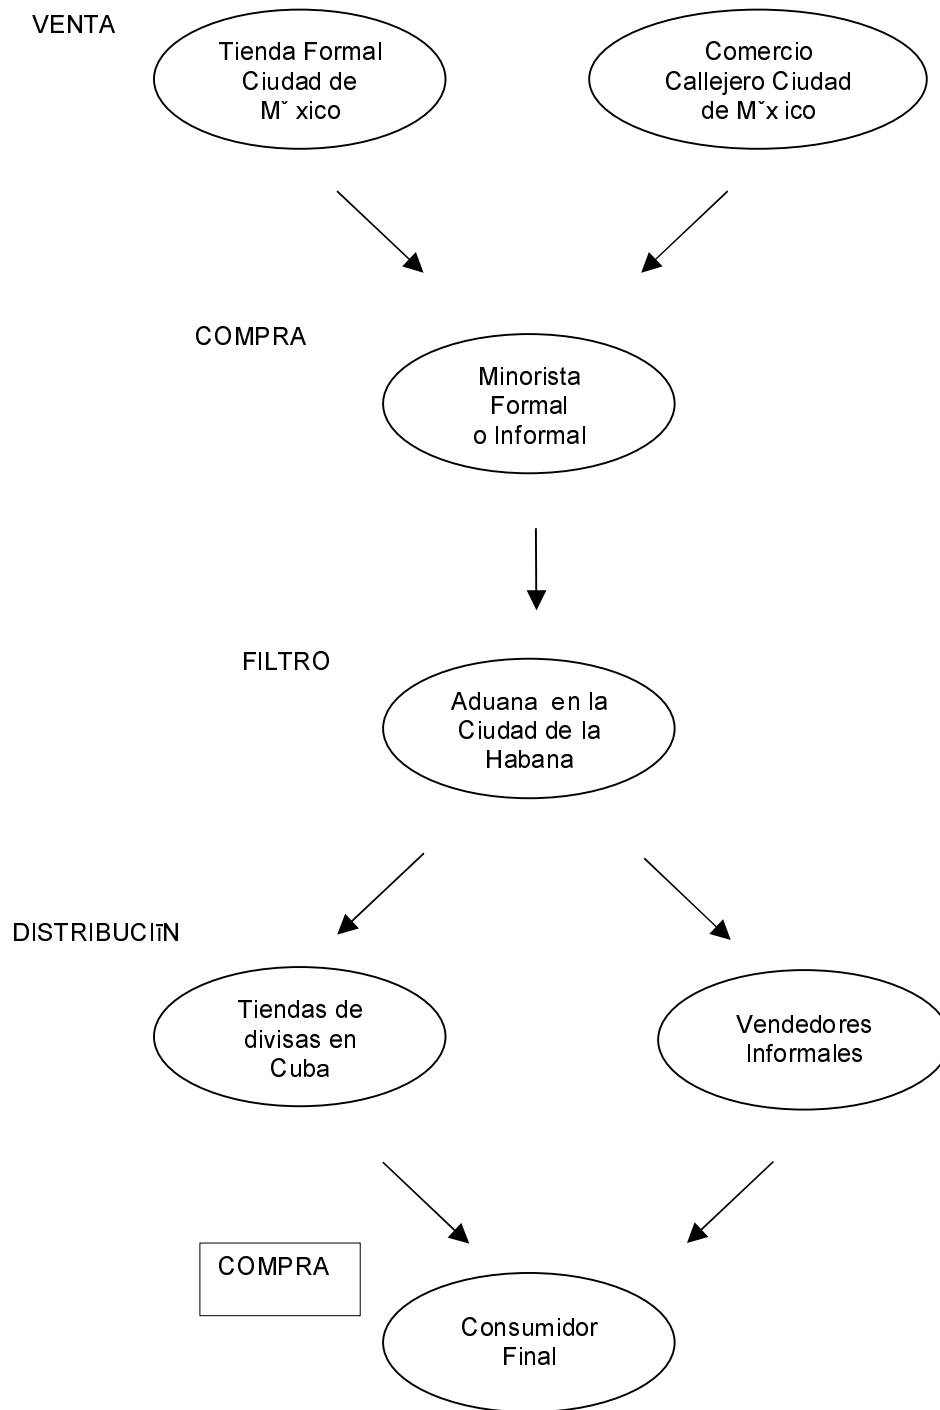 VENTA
Tienda Formal
Ciudad de
Mˇ xico
Comercio
Callejero Ciudad
de Mˇx ico
COMPRA
Minorista
Formal
o Informal
FILTRO
Aduana en la
Ciudad de la
Habana
DISTRIBUCIīN
Tiendas de
divisas en
Cuba
Vendedores
Informales
COMPRA
Consumidor
Final